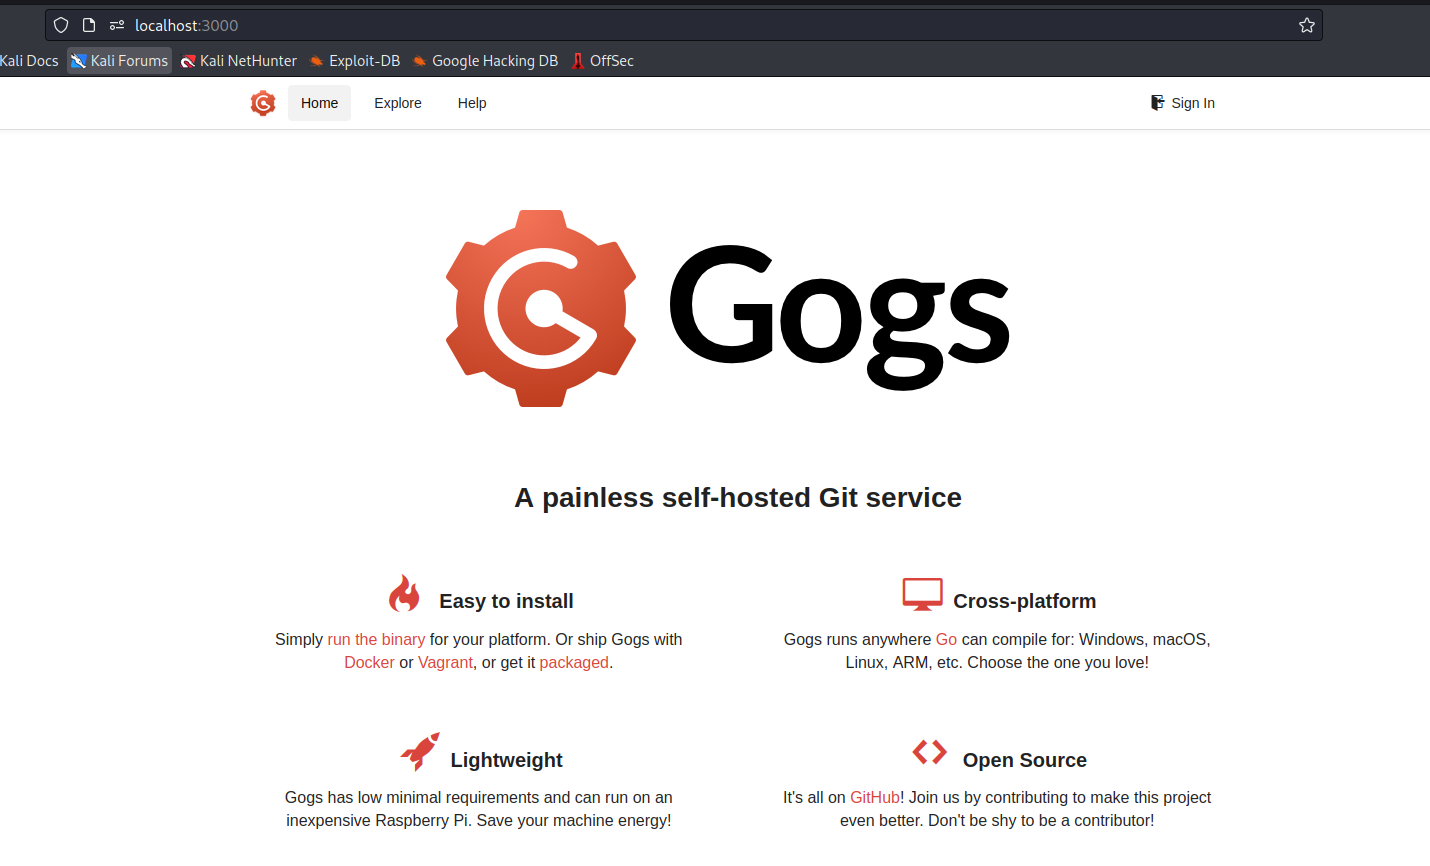 localhost:3000
Kali Docs Kali Forums Kali NetHunter Exploit-DB Google Hacking DB OffSec
Home Explore Help Sign In
Gogs
A painless self-hosted Git service
Easy to install
Simply run the binary for your platform. Or ship Gogs with
Docker or Vagrant, or get it packaged.
Cross-platform
Gogs runs anywhere Go can compile for: Windows, macOS,
Linux, ARM, etc. Choose the one you love!
Lightweight
Gogs has low minimal requirements and can run on an
inexpensive Raspberry Pi. Save your machine energy!
Open Source
It's all on GitHub! Join us by contributing to make this project
even better. Don't be shy to be a contributor!